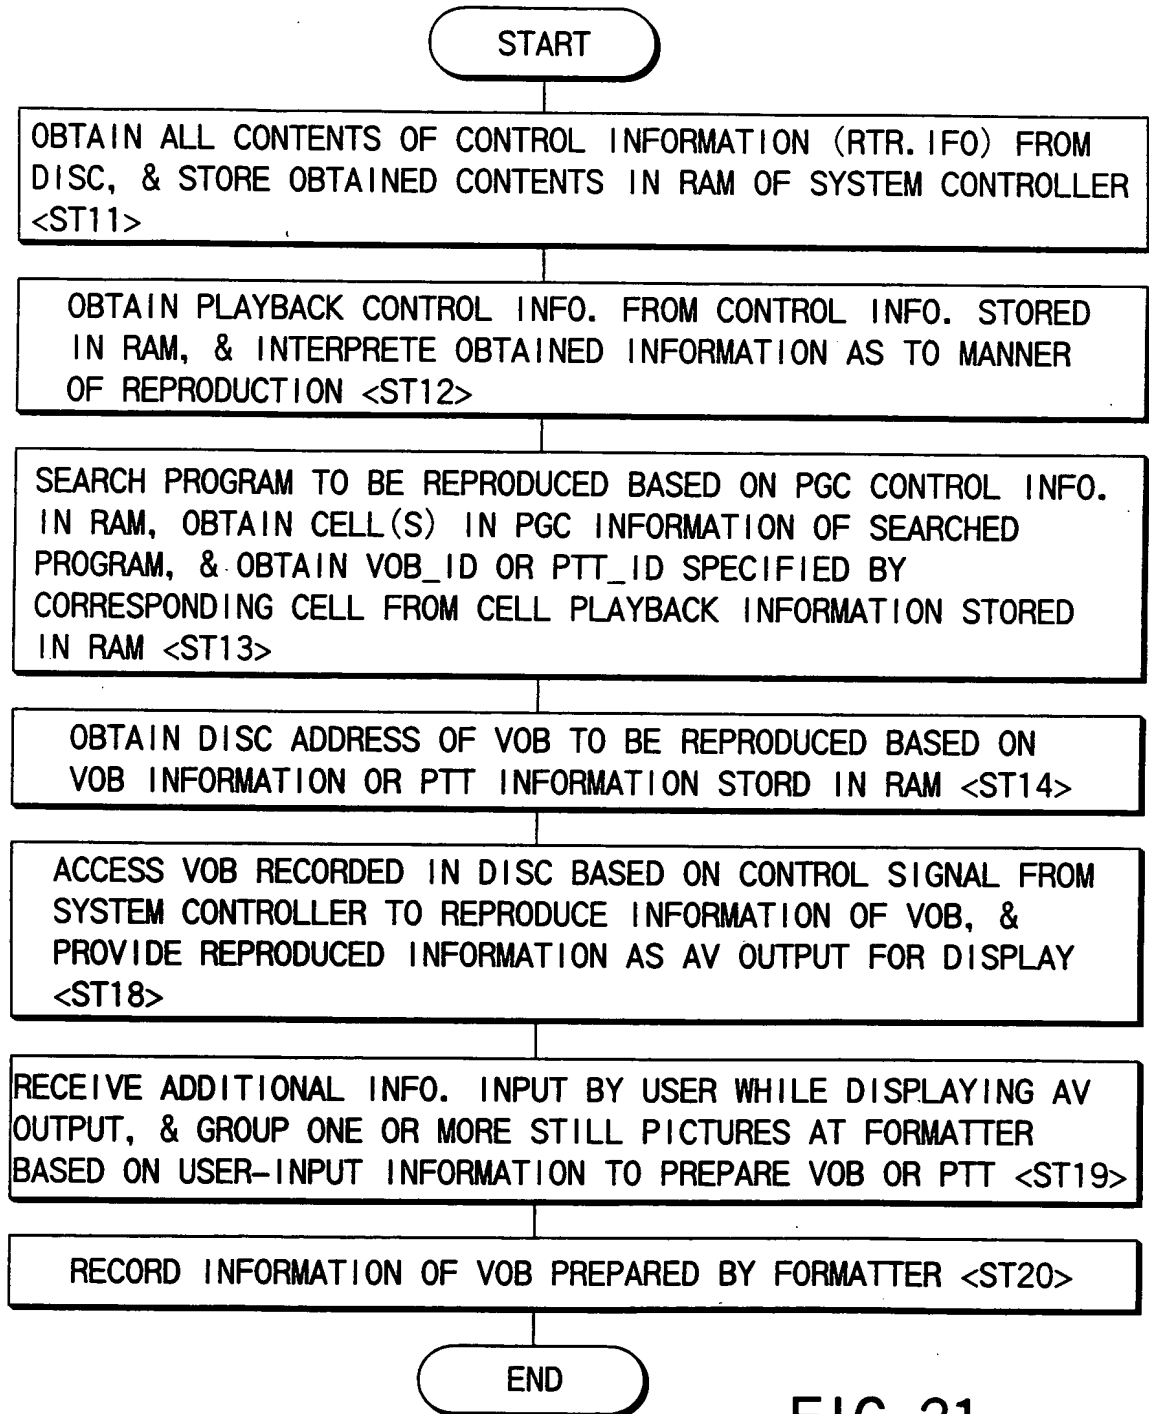 START
OBTAIN ALL CONTENTS OF CONTROL INFORMATION (RTR.IFO) FROM
DISC, & STORE OBTAINED CONTENTS IN RAM OF SYSTEM CONTROLLER
<ST11>
OBTAIN PLAYBACK CONTROL INFO. FROM CONTROL INFO. STORED
IN RAM, & INTERPRETE OBTAINED INFORMATION AS TO MANNER
OF REPRODUCTION <ST12>
SEARCH PROGRAM TO BE REPRODUCED BASED ON PGC CONTROL INFO.
IN RAM, OBTAIN CELL(S) IN PGC INFORMATION OF SEARCHED
PROGRAM, & OBTAIN VOB_ID OR PTT_ID SPECIFIED BY
CORRESPONDING CELL FROM CELL PLAYBACK INFORMATION STORED
IN RAM <ST13>
OBTAIN DISC ADDRESS OF VOB TO BE REPRODUCED BASED ON
VOB INFORMATION OR PTT INFORMATION STORD IN RAM <ST14>
ACCESS VOB RECORDED IN DISC BASED ON CONTROL SIGNAL FROM
SYSTEM CONTROLLER TO REPRODUCE INFORMATION OF VOB, &
PROVIDE REPRODUCED INFORMATION AS AV OUTPUT FOR DISPLAY
<ST18>
RECEIVE ADDITIONAL INFO. INPUT BY USER WHILE DISPLAYING AV
OUTPUT, & GROUP ONE OR MORE STILL PICTURES AT FORMATTER
BASED ON USER-INPUT INFORMATION TO PREPARE VOB OR PTT <ST19>
RECORD INFORMATION OF VOB PREPARED BY FORMATTER <ST20>
END
FIG. 21